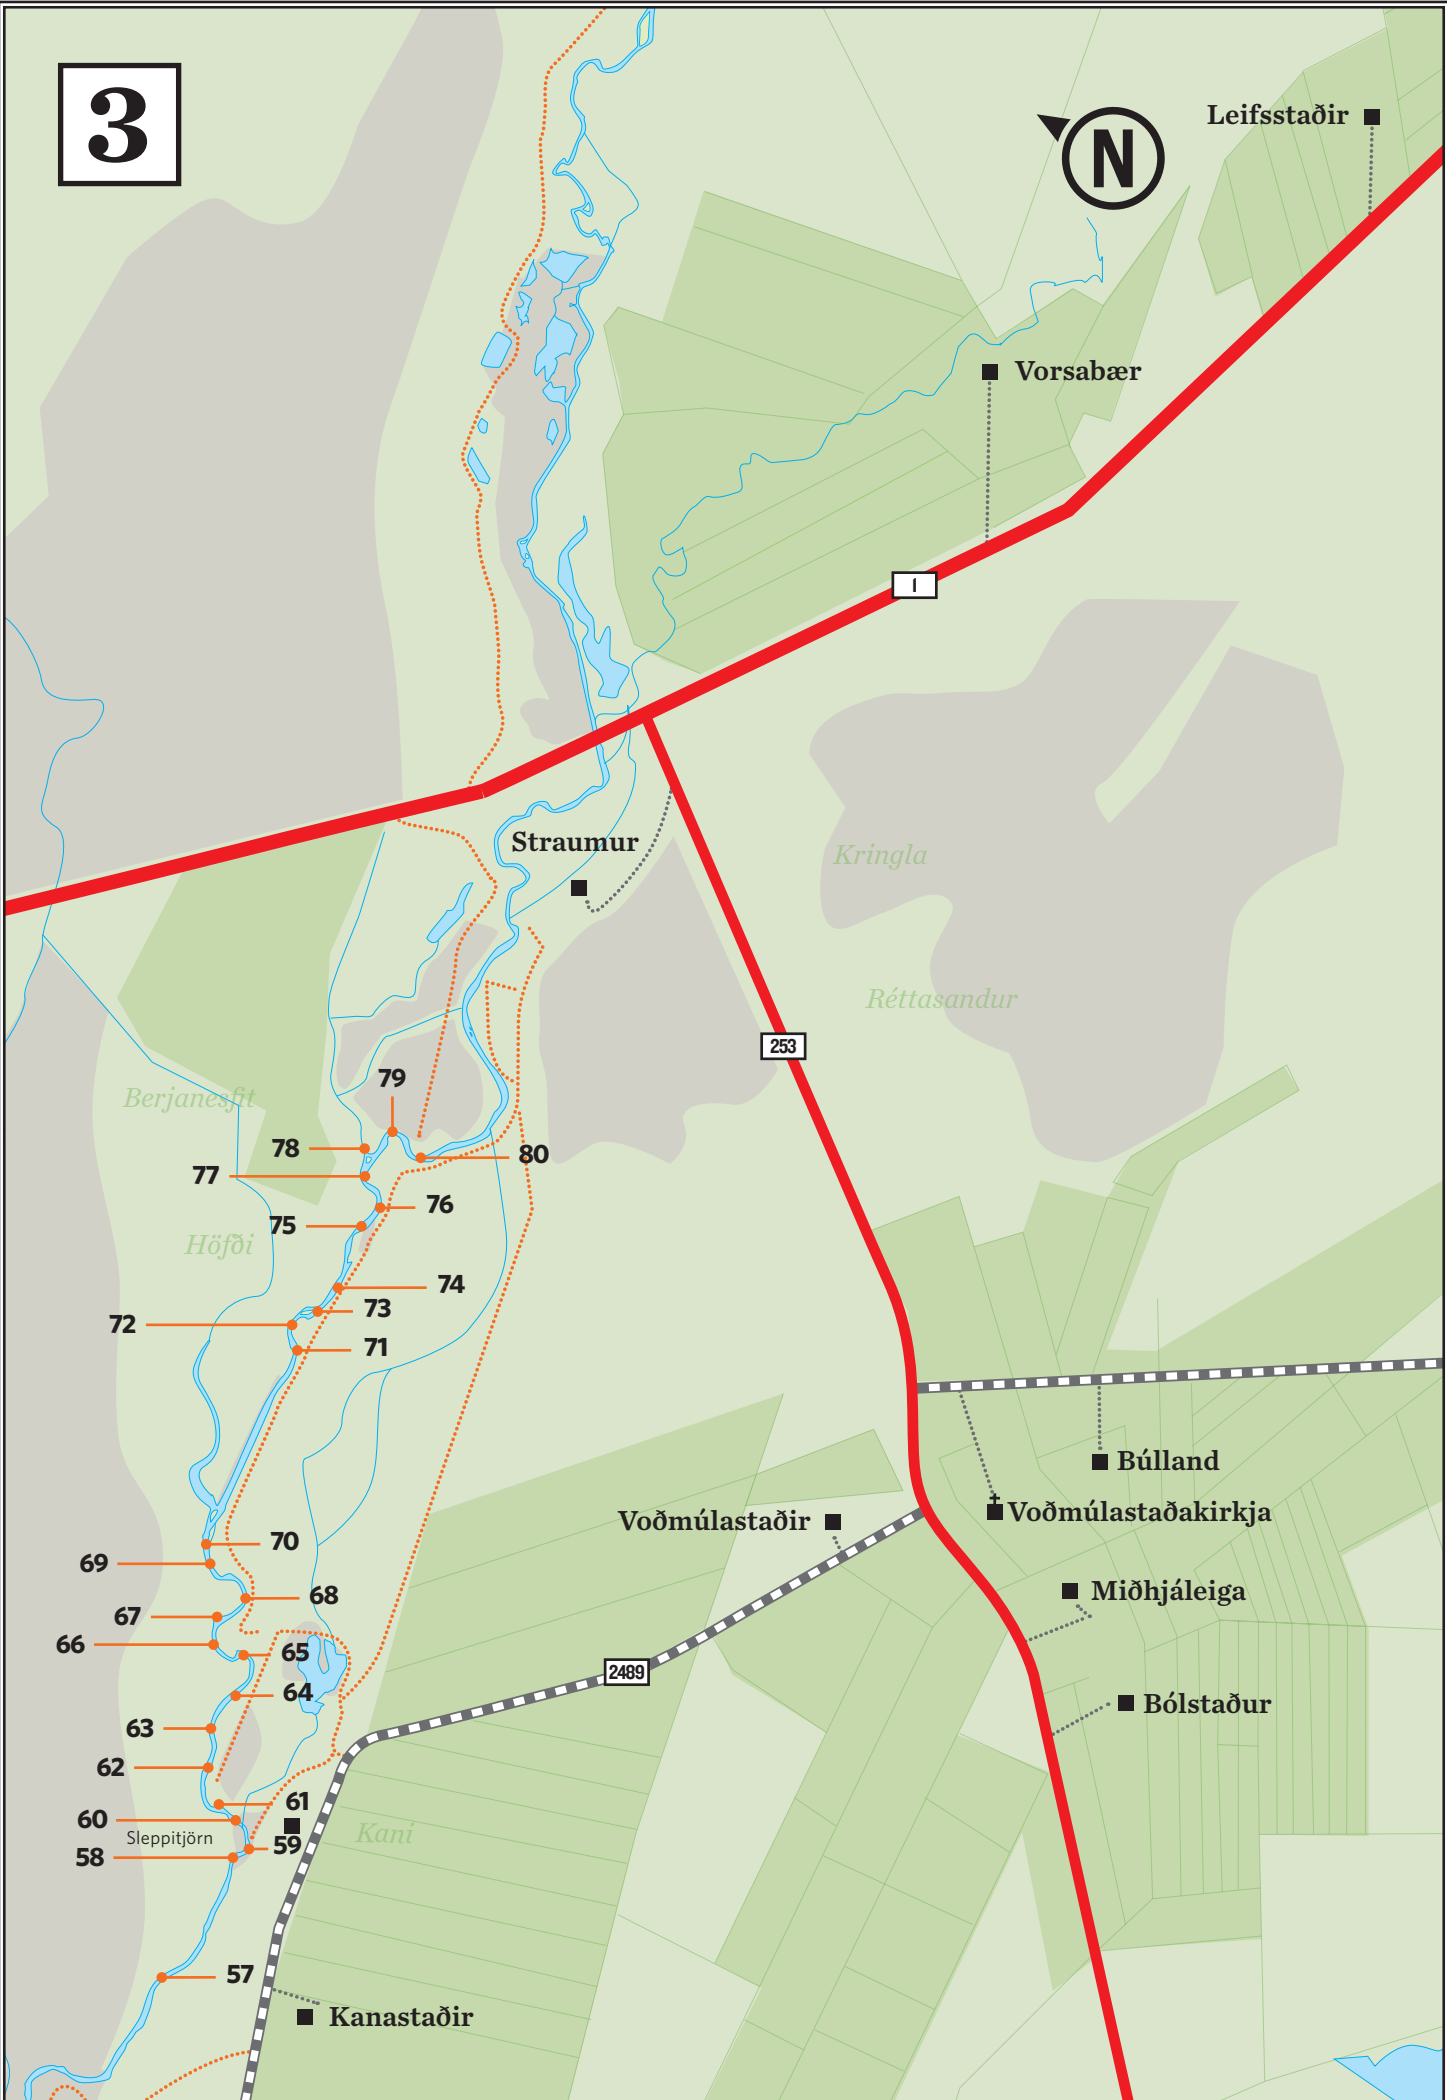 3
N
Leifsstaðir
Vorsabær
1
Straumur
Kringla
Réttasandur
253
Berjanesfit
79
78
80
77
76
75
Höfði
74
73
72
71
Búlland
Voðmúlastaðir
Voðmúlastaðakirkja
70
69
Miðhjáleiga
68
67
66
65
2489
64
Bólstaður
63
62
61
60
Kani
Sleppitjörn
59
58
57
Kanastaðir